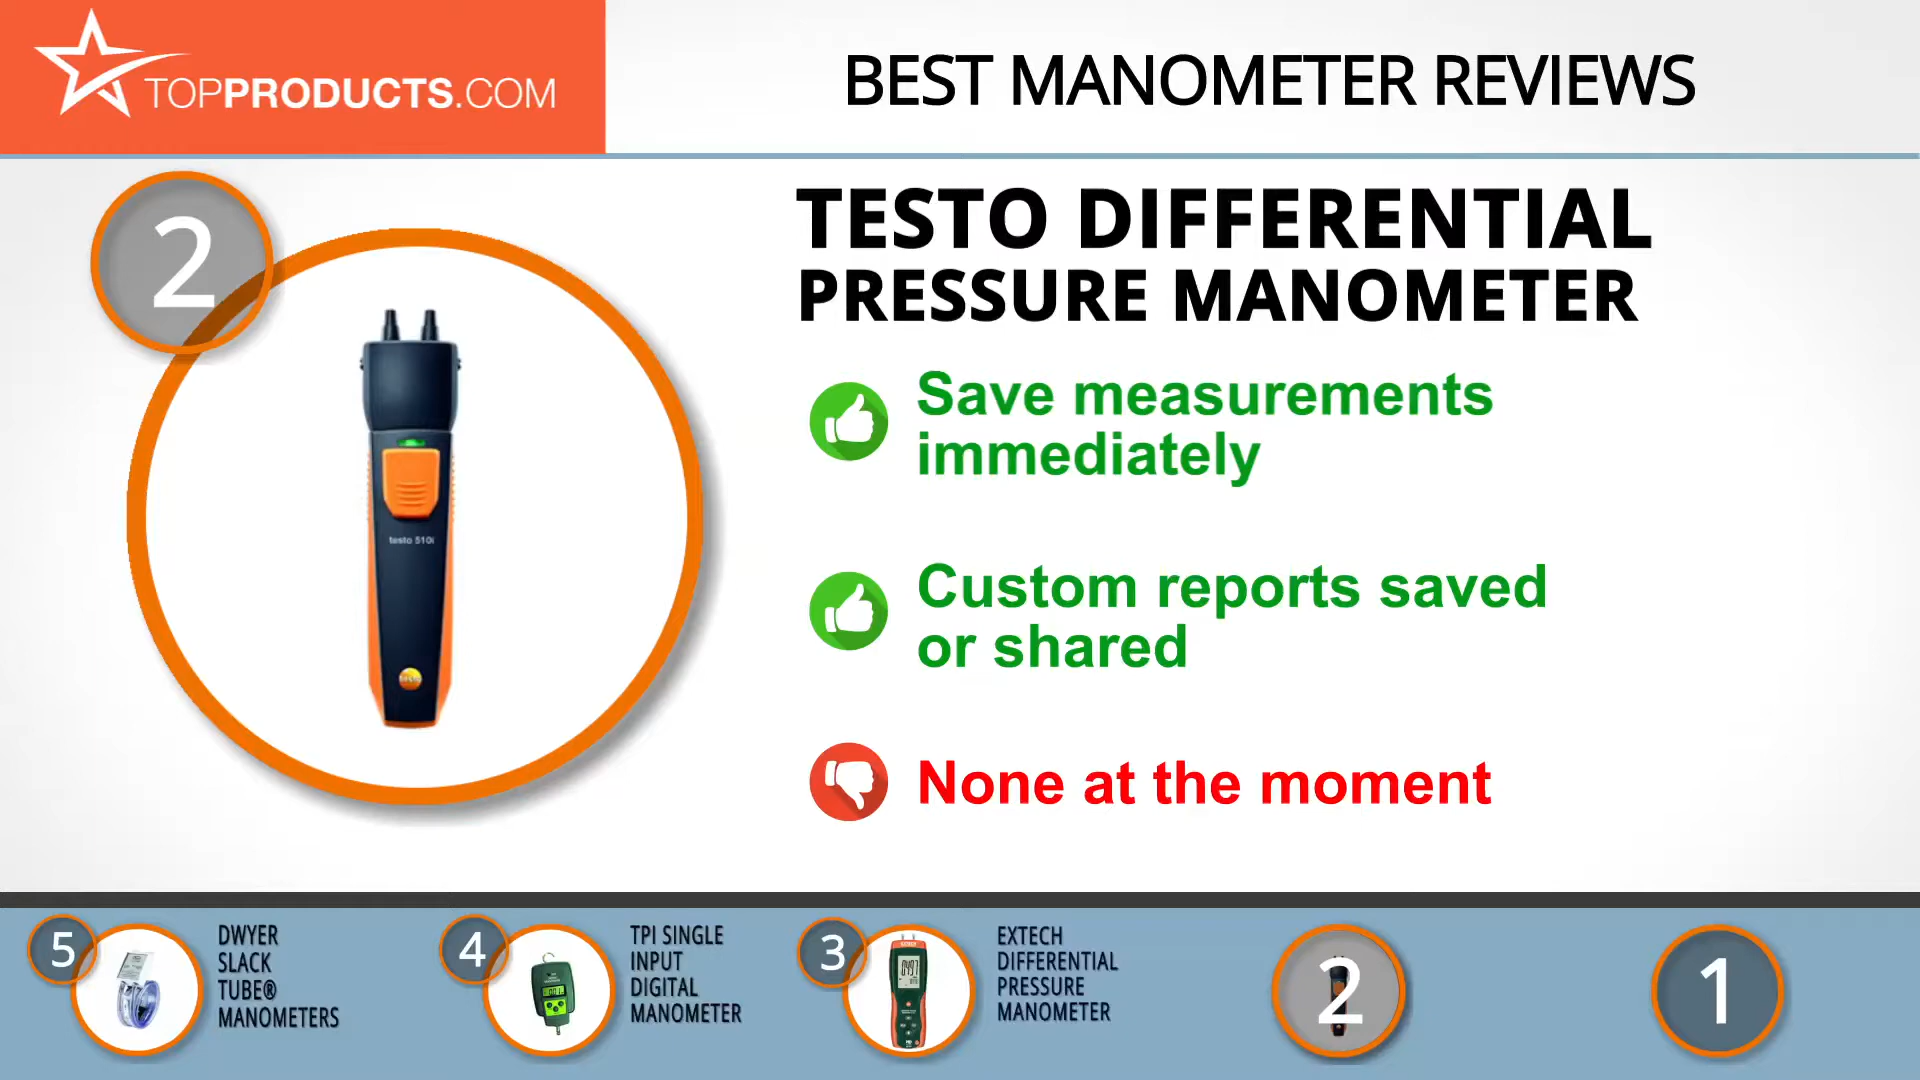 TOPPRODUCTS.COM
BEST MANOMETER REVIEWS
2
TESTO DIFFERENTIAL
PRESSURE MANOMETER
testo 510i
testo
Save measurements
immediately
Custom reports saved
or shared
None at the moment
5
DWYER
SLACK
TUBE®
MANOMETERS
4
TPI SINGLE
INPUT
DIGITAL
MANOMETER
3
EXTECH
DIFFERENTIAL
PRESSURE
MANOMETER
2
1